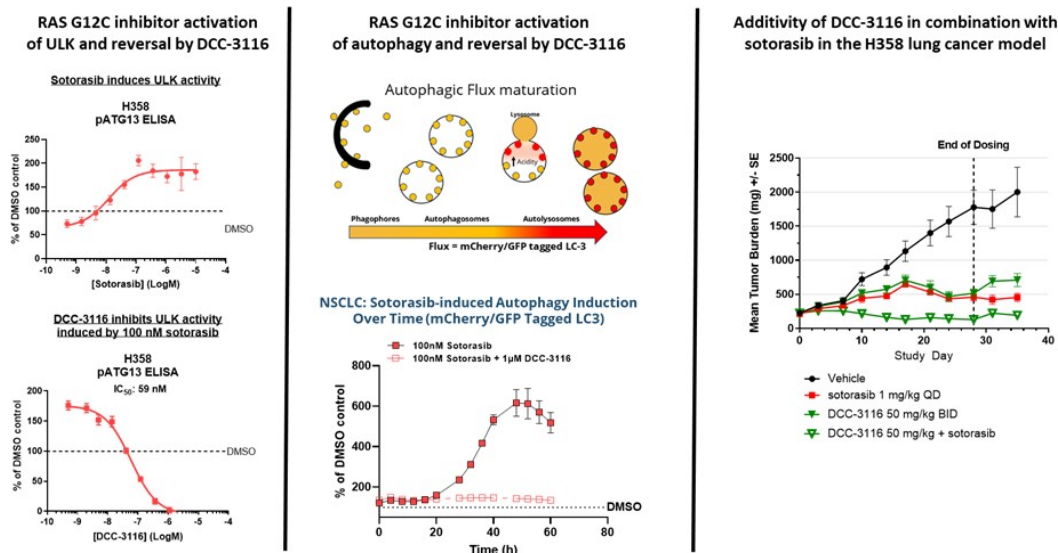 RAS G12C inhibitor activation
of ULK and reversal by DCC-3116
Sotorasib induces ULK activity
H358
pATG13 ELISA
% of DMSO control
250
200
150
100
50
0
DMSO
-10 -9 -8 -7 -6 -5 -4
[Sotorasib] (LogM)
DCC-3116 inhibits ULK activity
induced by 100 nM sotorasib
H358
pATG13 ELISA
IC50: 59 nM
% of DMSO control
200
150
100
50
0
DMSO
-10 -9 -8 -7 -6 -5 -4
[DCC-3116] (LogM)
RAS G12C inhibitor activation
of autophagy and reversal by DCC-3116
Autophagic Flux maturation
Lysosome
Acidity
Phagophores Autophagosomes Autolysosomes
Flux = mCherry/GFP tagged LC-3
NSCLC: Sotorasib-induced Autophagy Induction
Over Time (mCherry/GFP Tagged LC3)
100nM Sotorasib
100nM Sotorasib + 1µM DCC-3116
% of DMSO control
800
600
400
200
0
DMSO
0 20 40 60 80
Time (h)
Additivity of DCC-3116 in combination with
sotorasib in the H358 lung cancer model
End of Dosing
Mean Tumor Burden (mg) +/- SE
2500
2000
1500
1000
500
0
0 10 20 30 40
Study Day
Vehicle
sotorasib 1 mg/kg QD
DCC-3116 50 mg/kg BID
DCC-3116 50 mg/kg + sotorasib